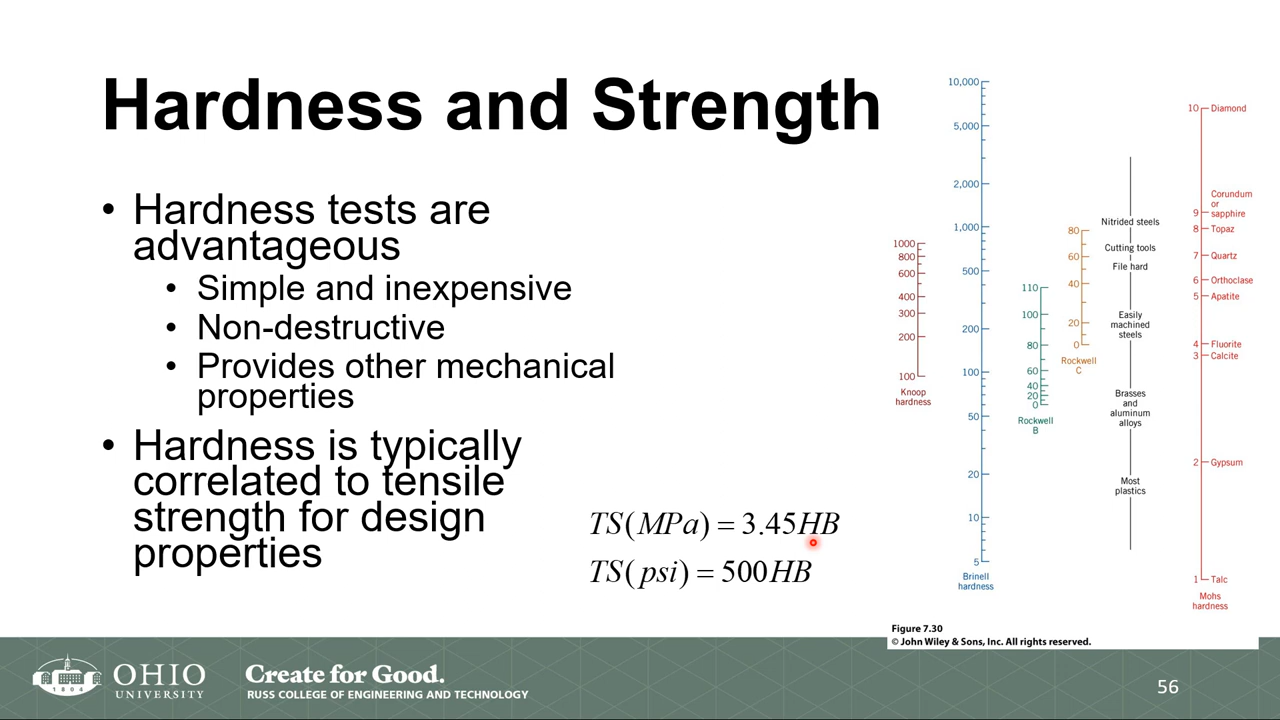 Hardness and Strength
• Hardness tests are
advantageous
• Simple and inexpensive
• Non-destructive
• Provides other mechanical
properties
• Hardness is typically
correlated to tensile
strength for design
properties
TS(MPa) = 3.45HB
TS(psi) = 500HB
1000
800
600
400
300
200
100
Knoop
hardness
10,000
5,000
2,000
1,000
500
200
100
50
20
10
5
Brinell
hardness
110
100
80
60
40
20
0
Rockwell
B
80
60
40
20
0
Rockwell
C
Nitrided steels
Cutting tools
File hard
Easily
machined
steels
Brasses
and
aluminum
alloys
Most
plastics
10 Diamond
Corundum
or
9 sapphire
8 Topaz
7 Quartz
6 Orthoclase
5 Apatite
4 Fluorite
3 Calcite
2 Gypsum
1 Talc
Mohs
hardness
Figure 7.30
© John Wiley & Sons, Inc. All rights reserved.
1804
OHIO
UNIVERSITY
Create for Good.
RUSS COLLEGE OF ENGINEERING AND TECHNOLOGY
56